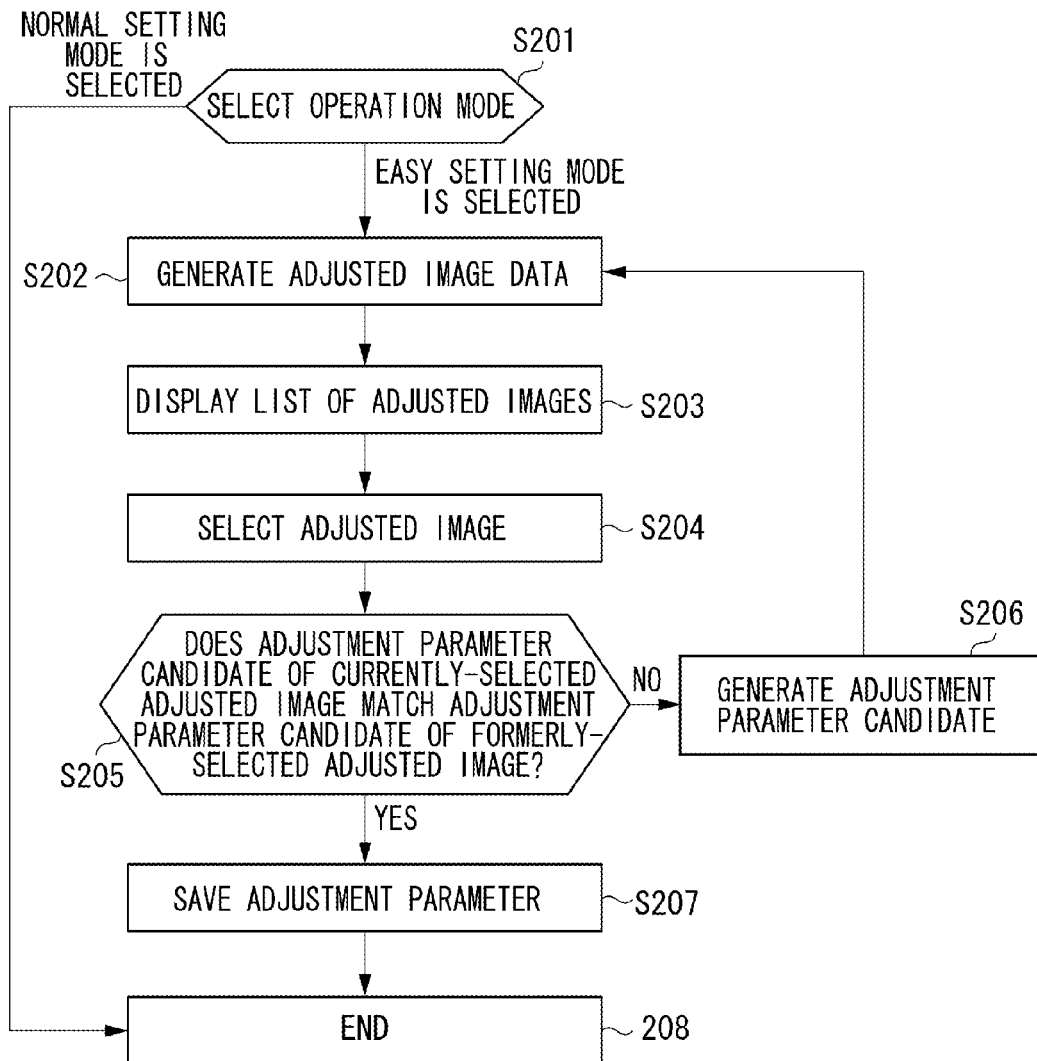 NORMAL SETTING
MODE IS
SELECTED
S201
SELECT OPERATION MODE
EASY SETTING MODE
IS SELECTED
S202
GENERATE ADJUSTED IMAGE DATA
DISPLAY LIST OF ADJUSTED IMAGES
S203
SELECT ADJUSTED IMAGE
S204
DOES ADJUSTMENT PARAMETER
CANDIDATE OF CURRENTLY-SELECTED
ADJUSTED IMAGE MATCH ADJUSTMENT
PARAMETER CANDIDATE OF FORMERLY-
SELECTED ADJUSTED IMAGE?
S205
NO
S206
GENERATE ADJUSTMENT
PARAMETER CANDIDATE
YES
SAVE ADJUSTMENT PARAMETER
S207
END
208